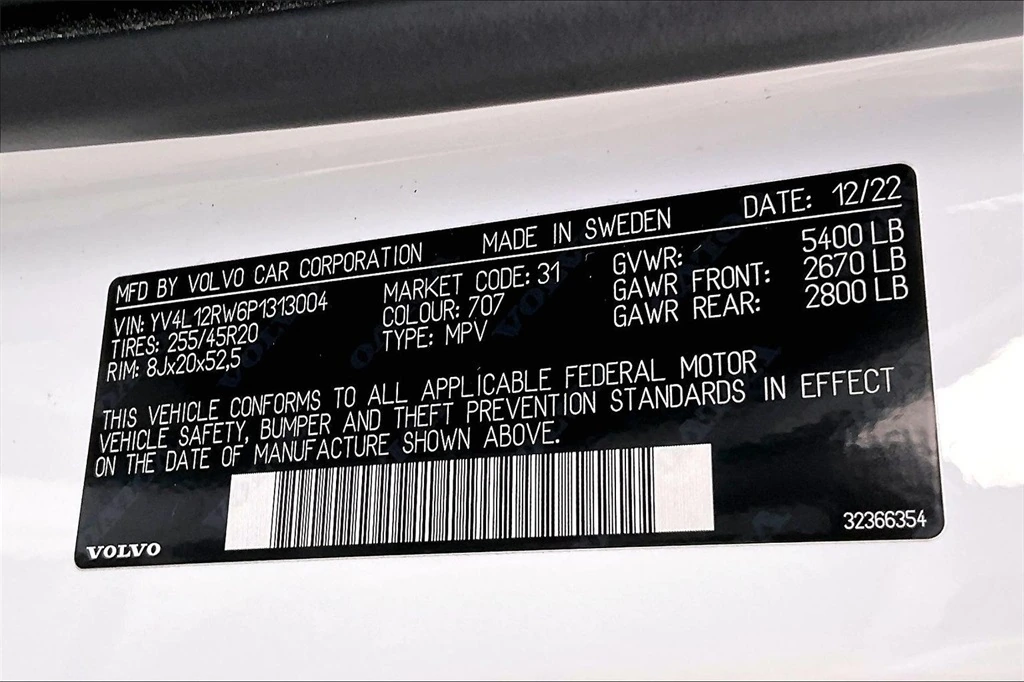 MFD BY VOLVO CAR CORPORATION MADE IN SWEDEN DATE: 12/22
VIN: YV4L12RW6P1313004 MARKET CODE: 31 GVWR: 5400 LB
TIRES: 255/45R20 COLOUR: 707 GAWR FRONT: 2670 LB
RIM: 8Jx20x52,5 TYPE: MPV GAWR REAR: 2800 LB
THIS VEHICLE CONFORMS TO ALL APPLICABLE FEDERAL MOTOR
VEHICLE SAFETY, BUMPER AND THEFT PREVENTION STANDARDS IN EFFECT
ON THE DATE OF MANUFACTURE SHOWN ABOVE.
VOLVO 32366354